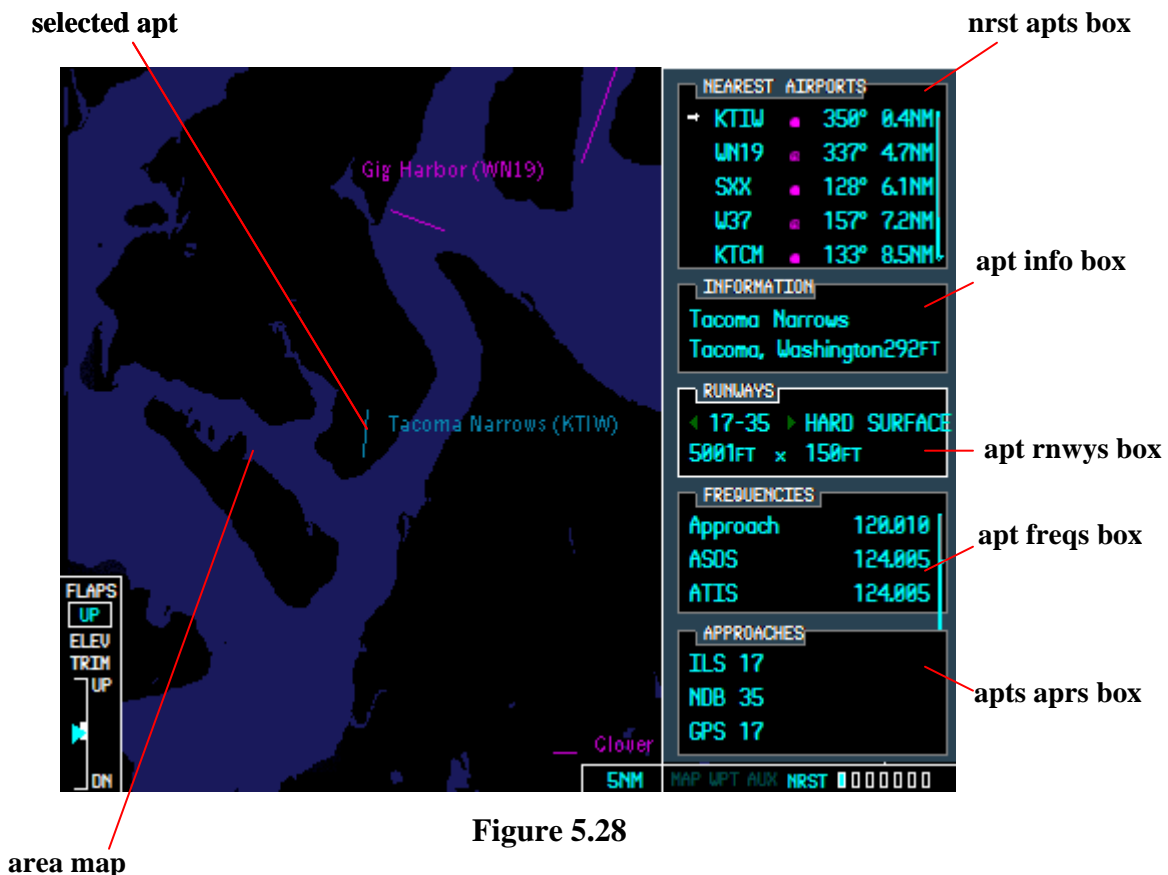 selected apt
nrst apts box
NEAREST AIRPORTS
KTIW 350° 0.4NM
WN19 337° 4.7NM
SXX 128° 6.1NM
W37 157° 7.2NM
KTCM 133° 8.5NM
Gig Harbor (WN19)
apt info box
INFORMATION
Tacoma Narrows
Tacoma, Washington292FT
RUNWAYS
17-35 HARD SURFACE
5001FT x 150FT
Tacoma Narrows (KTIW)
apt rnwys box
FREQUENCIES
Approach 120.010
ASOS 124.005
ATIS 124.005
apt freqs box
FLAPS
UP
ELEV
TRIM
UP
DN
APPROACHES
ILS 17
NDB 35
GPS 17
apts aprs box
Clover
5NM
MAP WPT AUX NRST
Figure 5.28
area map